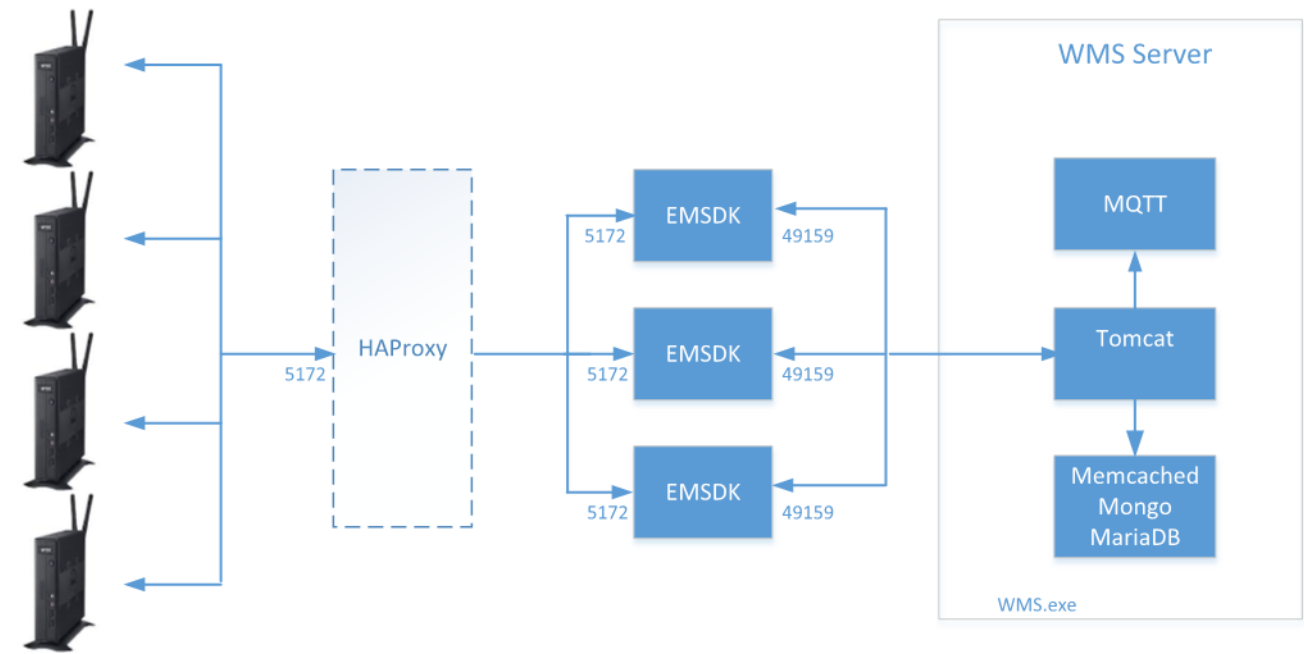 WMS Server
EMSDK
5172
49159
MQTT
HAProxy
5172
EMSDK
5172
49159
Tomcat
EMSDK
5172
49159
Memcached
Mongo
MariaDB
WMS.exe